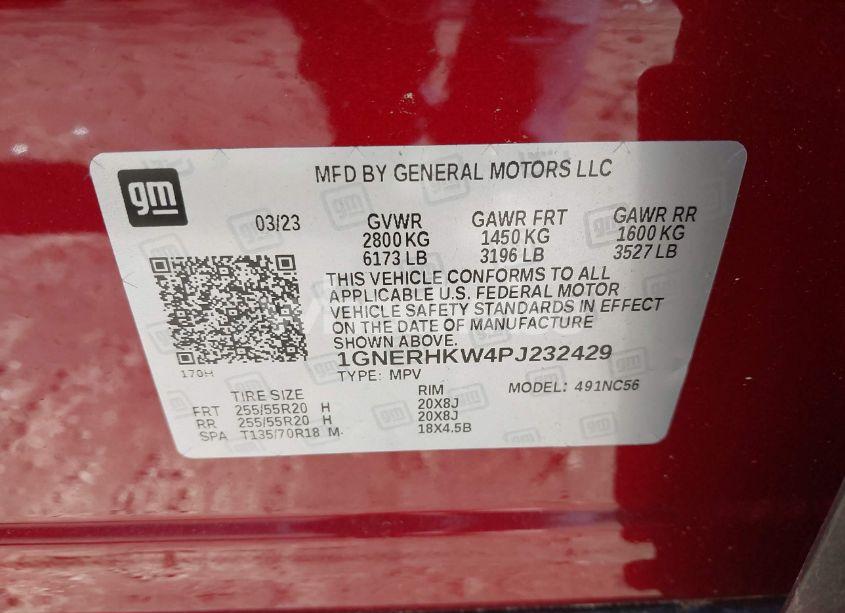 gm
MFD BY GENERAL MOTORS LLC
03/23 GVWR GAWR FRT GAWR RR
2800 KG 1450 KG 1600 KG
6173 LB 3196 LB 3527 LB
THIS VEHICLE CONFORMS TO ALL
APPLICABLE U.S. FEDERAL MOTOR
VEHICLE SAFETY STANDARDS IN EFFECT
ON THE DATE OF MANUFACTURE
SHOWN ABOVE.
1GNERHKW4PJ232429
170H
TYPE: MPV MODEL: 491NC56
TIRE SIZE RIM
FRT 255/55R20 H 20X8J
RR 255/55R20 H 20X8J
SPA T135/70R18 M 18X4.5B